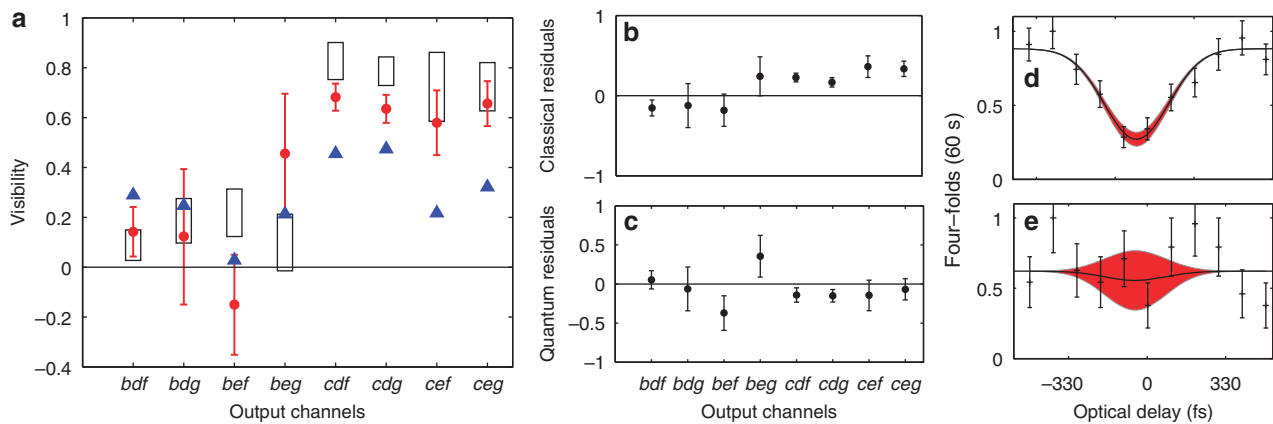 a
Visibility
1
0.8
0.6
0.4
0.2
0
−0.2
−0.4
bdf bdg bef beg cdf cdg cef ceg
Output channels
b
Classical residuals
1
0
−1
c
Quantum residuals
1
0.5
0
−0.5
−1
bdf bdg bef beg cdf cdg cef ceg
Output channels
Four–folds (60 s)
d
1
0.5
0
e
1
0.5
0
−330 0 330
Optical delay (fs)